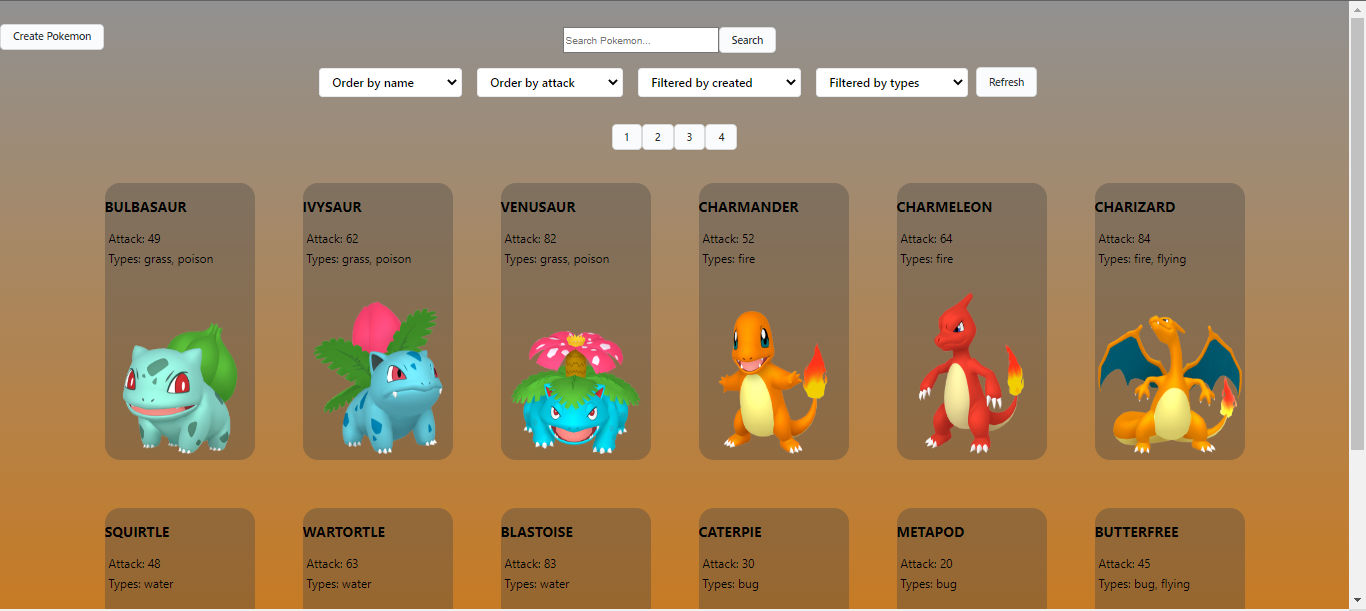 Create Pokemon
Search Pokemon... Search
Order by name Order by attack Filtered by created Filtered by types Refresh
1 2 3 4
BULBASAUR IVYSAUR VENUSAUR CHARMANDER CHARMELEON CHARIZARD
Attack: 49 Attack: 62 Attack: 82 Attack: 52 Attack: 64 Attack: 84
Types: grass, poison Types: grass, poison Types: grass, poison Types: fire Types: fire Types: fire, flying
SQUIRTLE WARTORTLE BLASTOISE CATERPIE METAPOD BUTTERFREE
Attack: 48 Attack: 63 Attack: 83 Attack: 30 Attack: 20 Attack: 45
Types: water Types: water Types: water Types: bug Types: bug Types: bug, flying